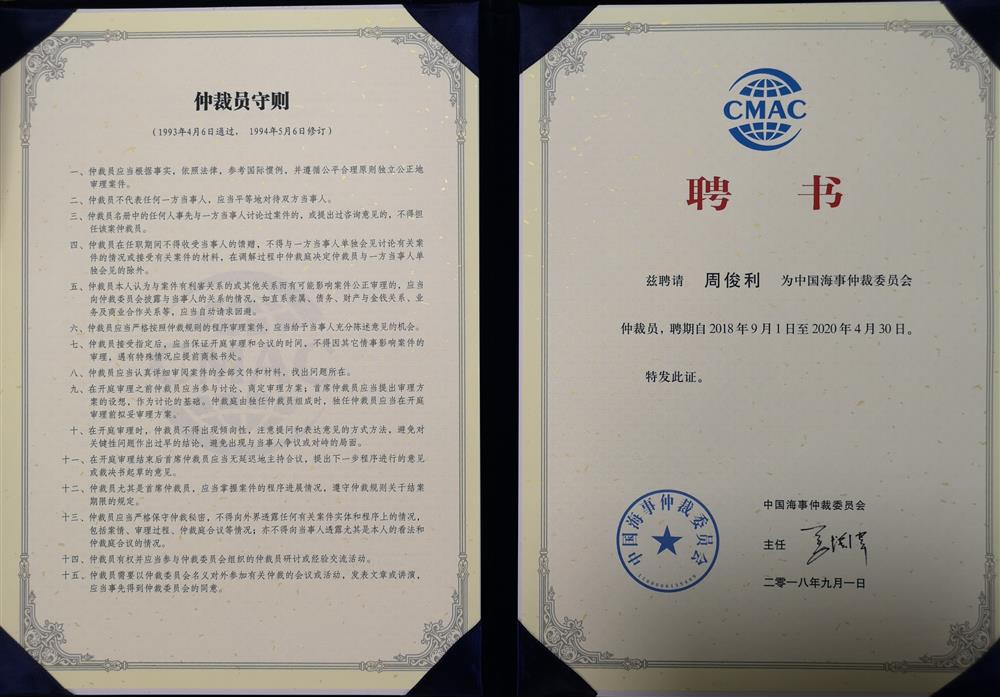 仲裁员守则
（1993年4月6日通过， 1994年5月6日修订）
一、仲裁员应当根据事实，依照法律，参考国际惯例，并遵循公平合理原则独立公正地
审理案件。
二、仲裁员不代表任何一方当事人，应当平等地对待双方当事人。
三、仲裁员名册中的任何人事先与一方当事人讨论过案件的，或提出过咨询意见的，不得担
任该案仲裁员。
四、仲裁员在任职期间不得收受当事人的馈赠，不得与一方当事人单独会见讨论有关案
件的情况或接受有关案件的材料，在调解过程中仲裁庭决定仲裁员与一方当事人单
独会见的除外。
五、仲裁员本人认为与案件有利害关系的或其他关系而有可能影响案件公正审理的，应当
向仲裁委员会披露与当事人的关系的情况，如直系亲属、债务、财产与金钱关系、业
务及商业合作关系等，应当自动请求回避。
六、仲裁员应当严格按照仲裁规则的程序审理案件，应当给予当事人充分陈述意见的机会。
七、仲裁员接受指定后，应当保证开庭审理和合议的时间，不得因其它情事影响案件的
审理，遇有特殊情况应提前商秘书处。
八、仲裁员应当认真详细审阅案件的全部文件和材料，找出问题所在。
九、在开庭审理之前仲裁员应当参与讨论、商定审理方案；首席仲裁员应当提出审理方
案的设想，作为讨论的基础。仲裁庭由独任仲裁员组成时，独任仲裁员应当在开庭
审理前拟妥审理方案。
十、在开庭审理时，仲裁员不得出现倾向性，注意提问和表达意见的方式方法，避免对
关键性问题作出过早的结论，避免出现与当事人争议或对峙的局面。
十一、在开庭审理结束后首席仲裁员应当无延迟地主持合议，提出下一步程序进行的意见
或裁决书起草的意见。
十二、仲裁员尤其是首席仲裁员，应当掌握案件的程序进展情况，遵守仲裁规则关于结案
期限的规定。
十三、仲裁员应当严格保守仲裁秘密，不得向外界透露任何有关案件实体和程序上的情况，
包括案情、审理过程、仲裁庭合议等情况；亦不得向当事人透露尤其是本人的看法和
仲裁庭合议的情况。
十四、仲裁员有权并应当参与仲裁委员会组织的仲裁员研讨或经验交流活动。
十五、仲裁员需要以仲裁委员会名义对外参加有关仲裁的会议或活动，发表文章或讲演，
应当事先得到仲裁委员会的同意。
CMAC
聘 书
兹聘请 周俊利 为中国海事仲裁委员会
仲裁员，聘期自2018年9月1日至2020年4月30日。
特发此证。
中国海事仲裁委员会
中国海事仲裁委员会
主任
二零一八年九月一日